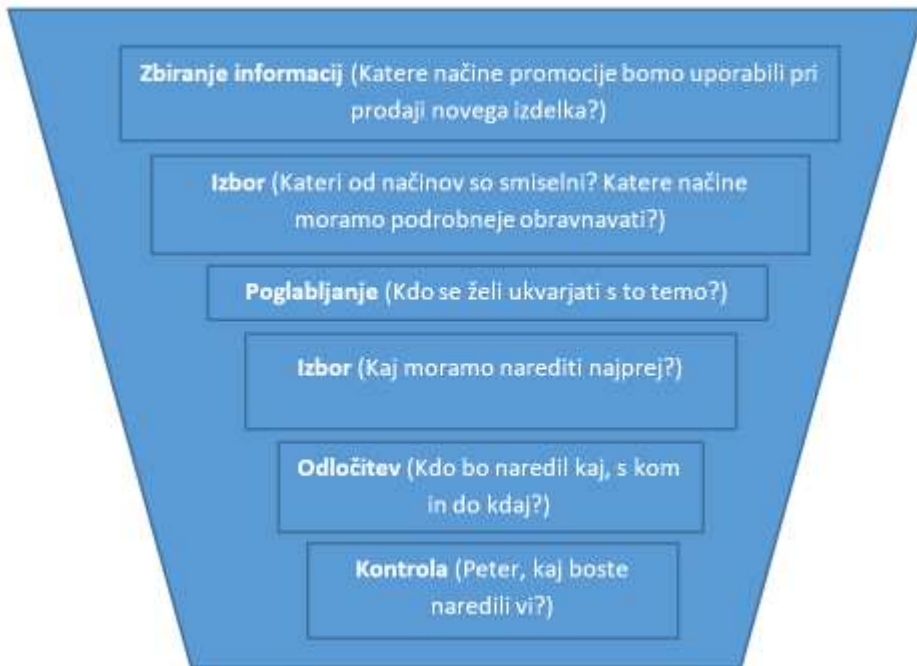 Zbiranje informacij (Katere načine promocije bomo uporabili pri
prodaji novega izdelka?)
Izbor (Kateri od načinov so smiselni? Katere načine
moramo podrobneje obravnavati?)
Poglabljanje (Kdo se želi ukvarjati s to temo?)
Izbor (Kaj moramo narediti najprej?)
Odločitev (Kdo bo naredil kaj, s kom
in do kdaj?)
Kontrola (Peter, kaj boste
naredili vi?)